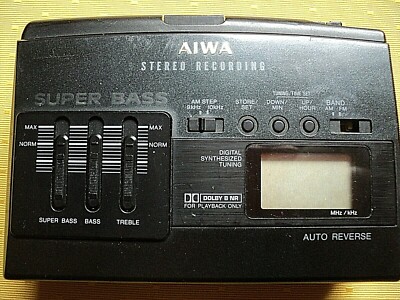 AIWA
STEREO RECORDING
SUPER BASS
TUNING/TIME SET
AM STEP
9kHz 10kHz
STORE/
SET
DOWN/
MIN
UP/
HOUR
BAND
AM FM
MAX
NORM
MAX
NORM
SUPER BASS BASS TREBLE
DIGITAL
SYNTHESIZED
TUNING
DOLBY B NR
FOR PLAYBACK ONLY
MHz/kHz
AUTO REVERSE